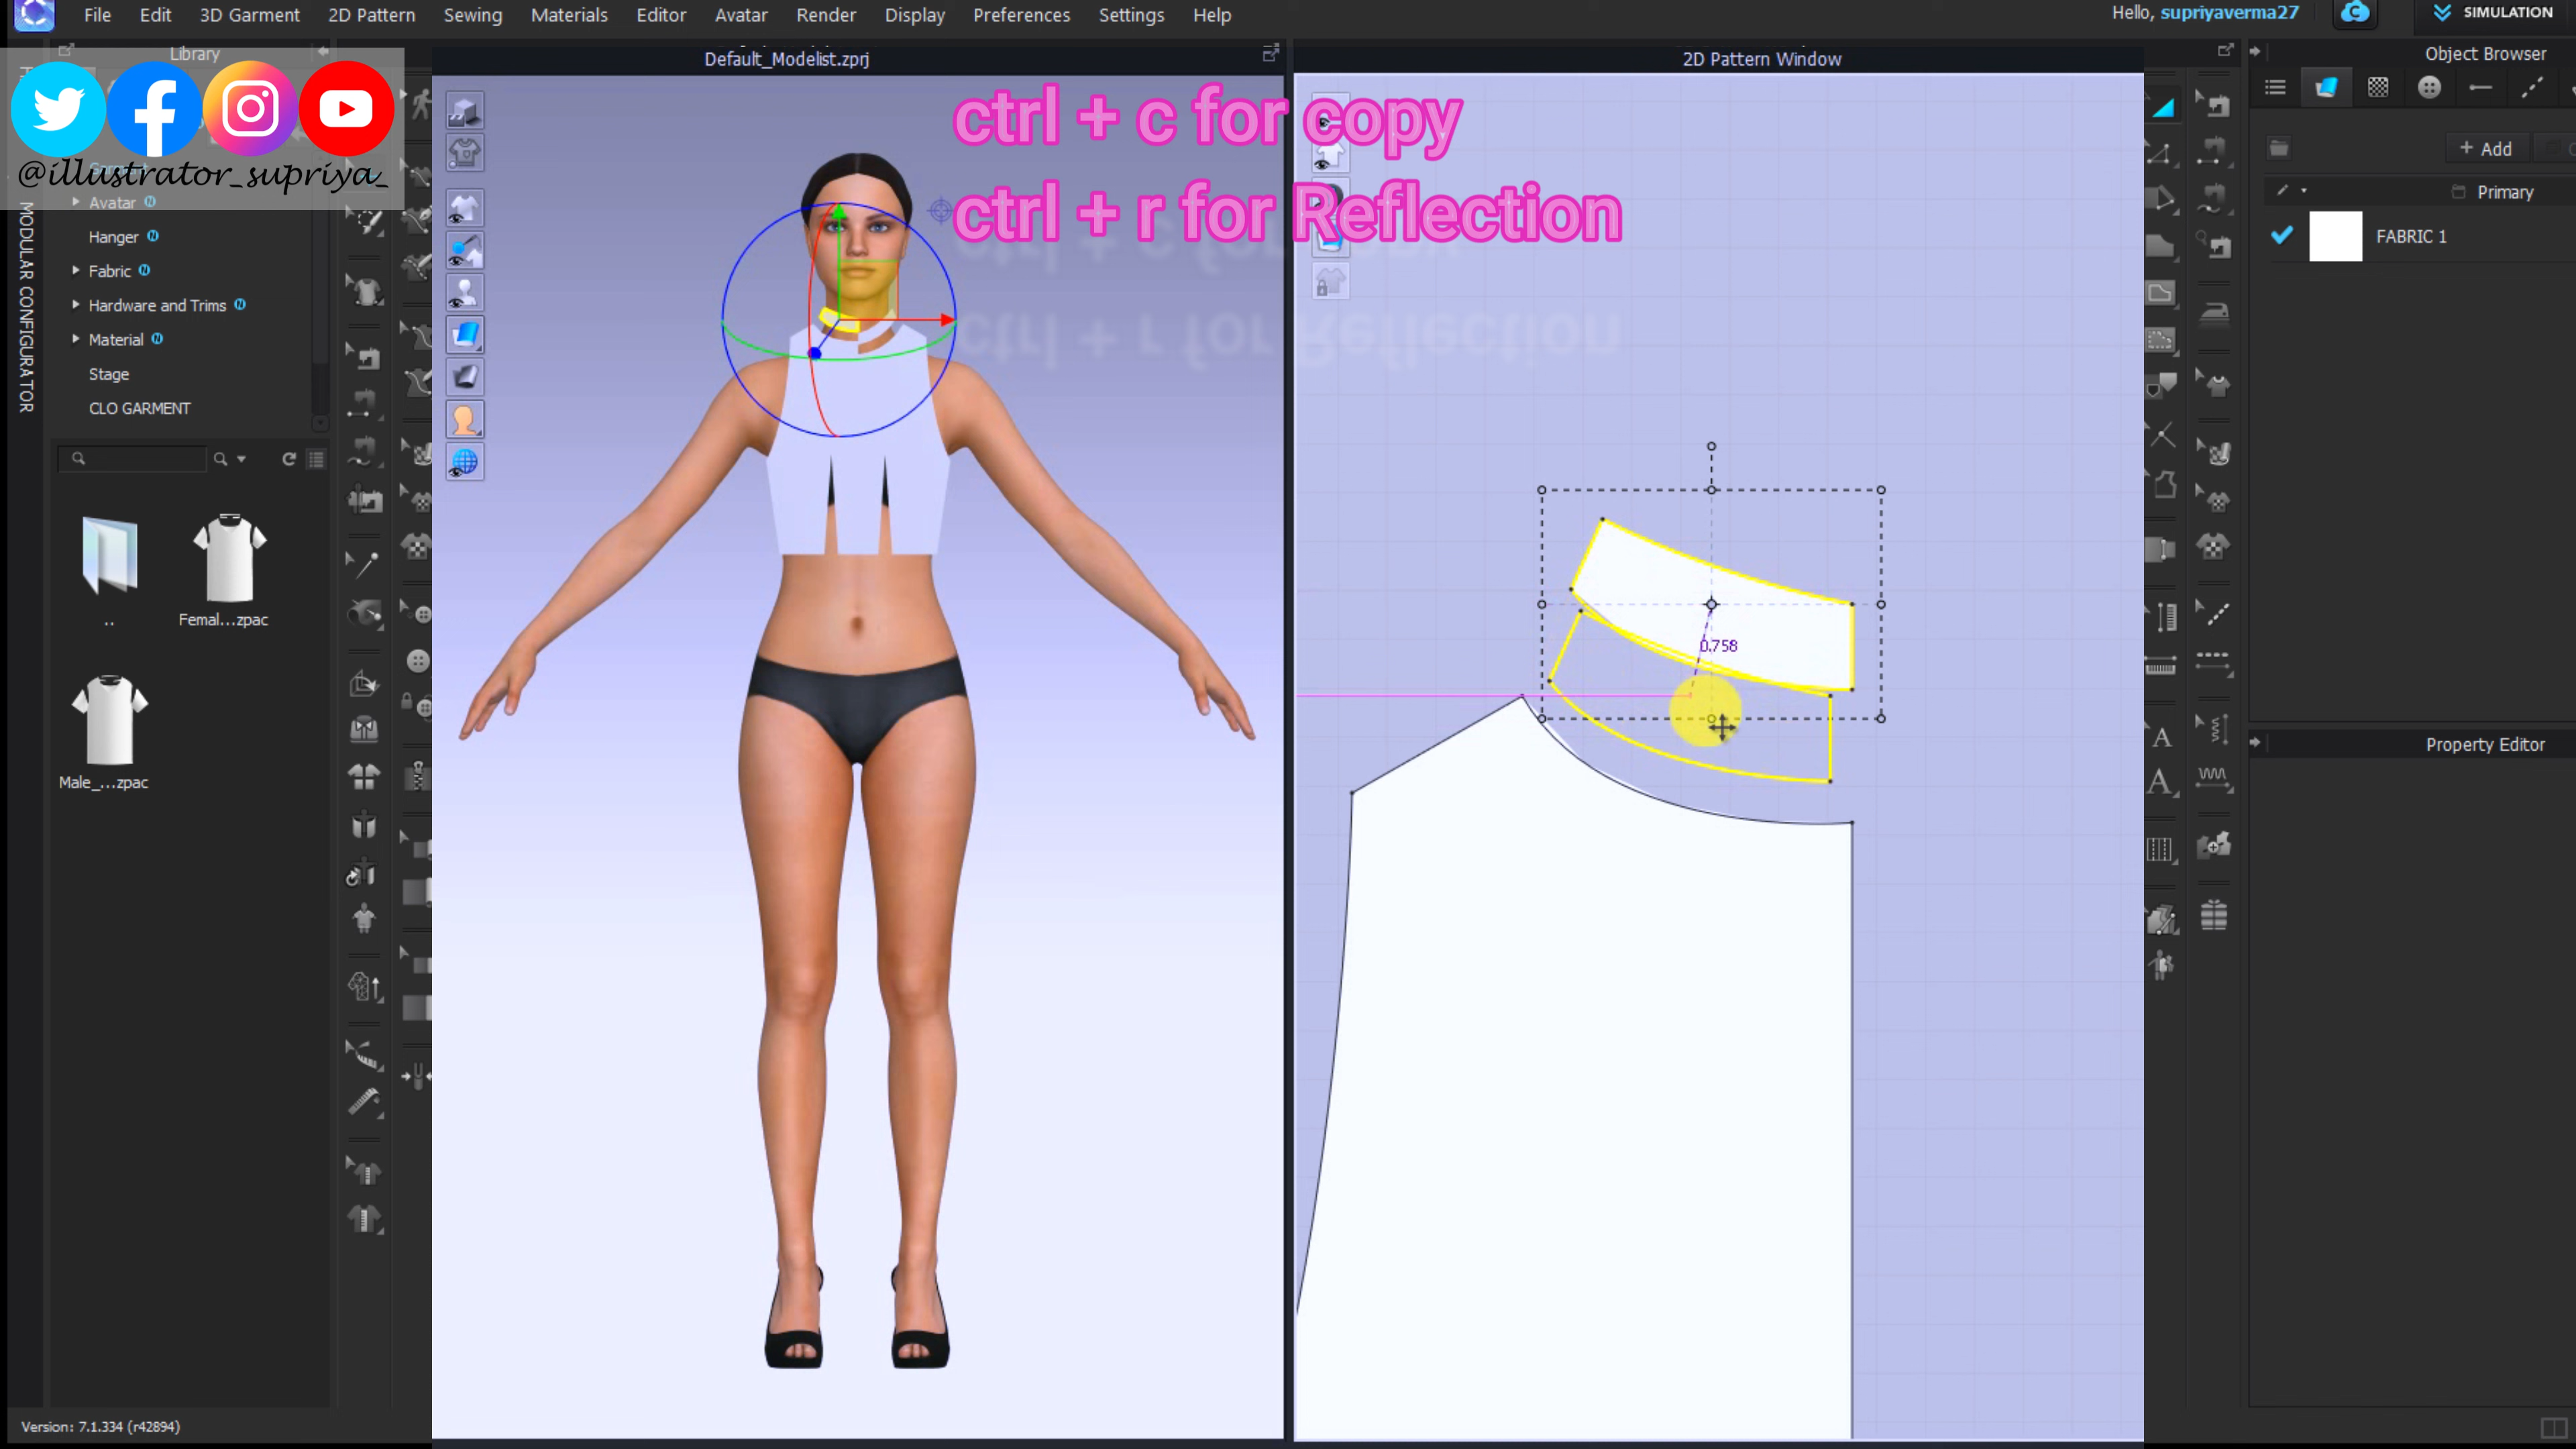 File Edit 3D Garment 2D Pattern Sewing Materials Editor Avatar Render Display Preferences Settings Help
Hello, supriyaverma27
SIMULATION
Library
Default_Modelist.zprj
2D Pattern Window
Object Browser
@illustrator_supriya_
ctrl + c for copy
ctrl + r for Reflection
+ Add
Primary
FABRIC 1
Avatar N
Hanger N
Fabric N
Hardware and Trims N
Material N
Stage
CLO GARMENT
MODULAR CONFIGURATOR
..
Femal...zpac
Male_...zpac
0.758
Property Editor
Version: 7.1.334 (r42894)